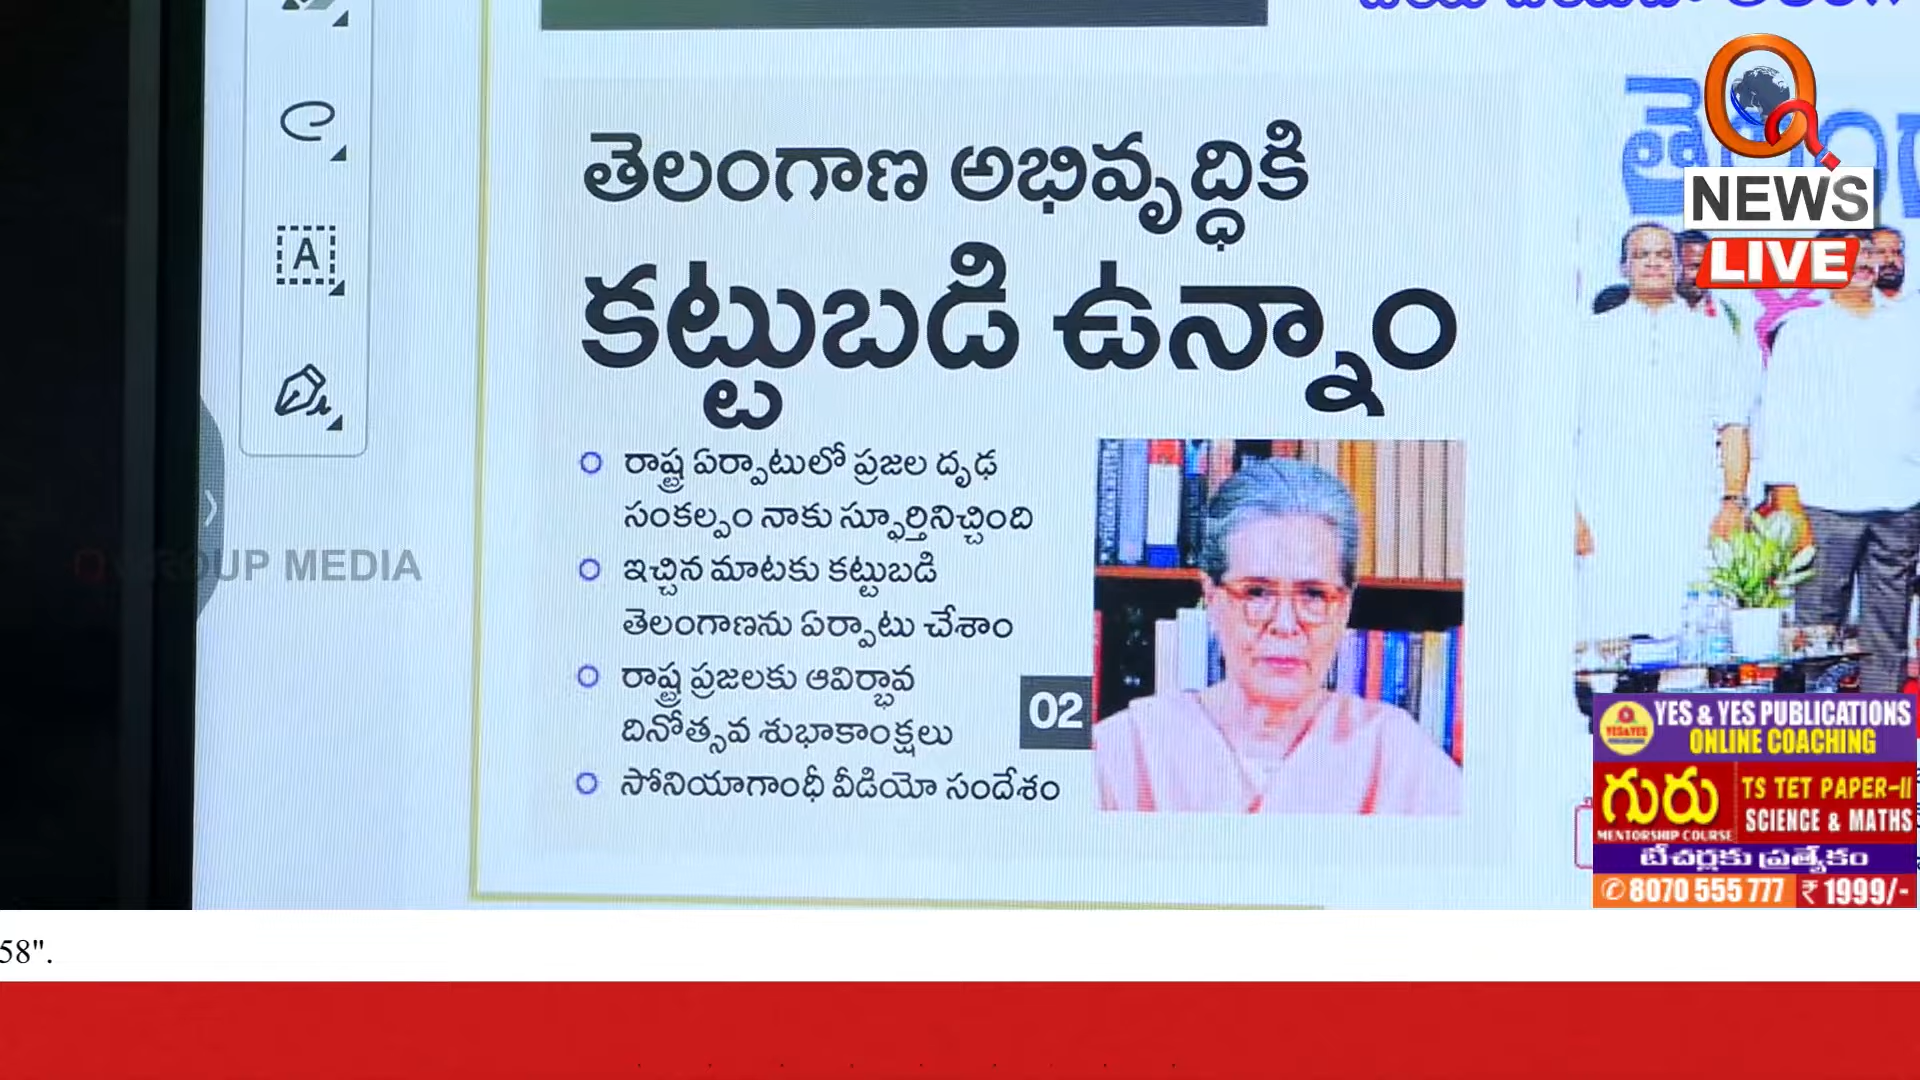 NEWS
LIVE
తెలంగాణ అభివృద్ధికి
కట్టుబడి ఉన్నాం
రాష్ట్ర ఏర్పాటులో ప్రజల దృఢ
సంకల్పం నాకు స్ఫూర్తినిచ్చింది
ఇచ్చిన మాటకు కట్టుబడి
తెలంగాణను ఏర్పాటు చేశాం
రాష్ట్ర ప్రజలకు ఆవిర్భావ
దినోత్సవ శుభాకాంక్షలు
సోనియాగాంధీ వీడియో సందేశం
02
A
GROUP MEDIA
YES & YES PUBLICATIONS
ONLINE COACHING
గురు
MENTORSHIP COURSE
TS TET PAPER-II
SCIENCE & MATHS
టీచర్లకు ప్రత్యేకం
8070 555 777 ₹ 1999/-
58".